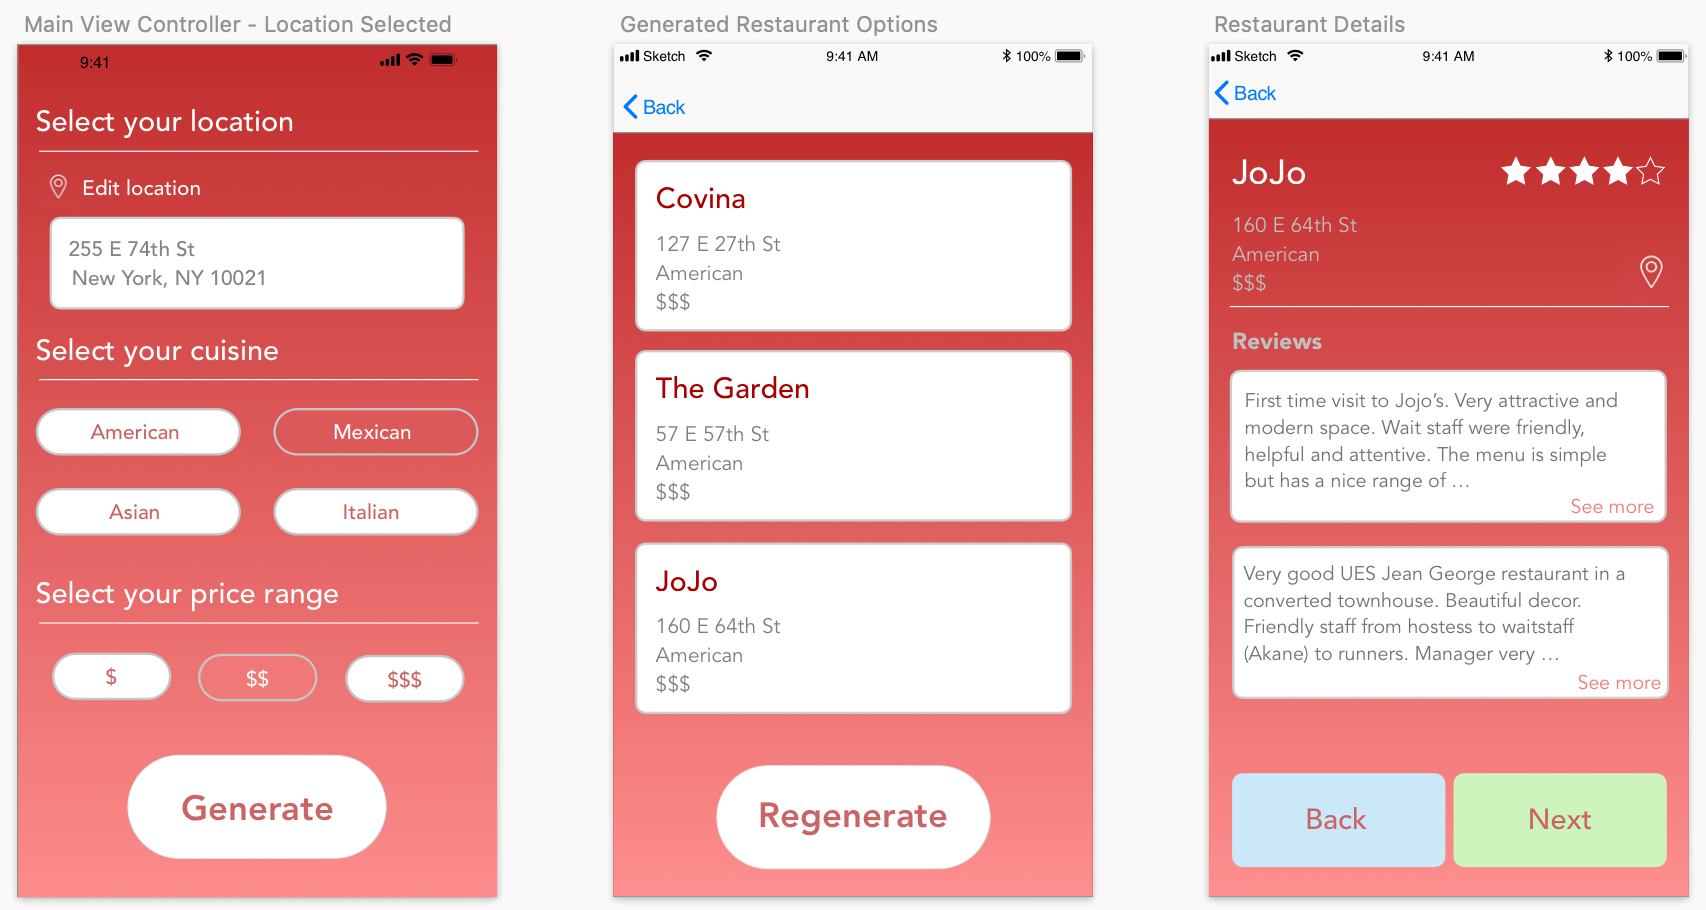 Main View Controller - Location Selected
9:41
Select your location
Edit location
255 E 74th St
New York, NY 10021
Select your cuisine
American
Mexican
Asian
Italian
Select your price range
$
$$
$$$
Generate
Generated Restaurant Options
Sketch
9:41 AM
100%
Back
Covina
127 E 27th St
American
$$$
The Garden
57 E 57th St
American
$$$
JoJo
160 E 64th St
American
$$$
Regenerate
Restaurant Details
Sketch
9:41 AM
100%
Back
JoJo
160 E 64th St
American
$$$
Reviews
First time visit to Jojo’s. Very attractive and
modern space. Wait staff were friendly,
helpful and attentive. The menu is simple
but has a nice range of …
See more
Very good UES Jean George restaurant in a
converted townhouse. Beautiful decor.
Friendly staff from hostess to waitstaff
(Akane) to runners. Manager very …
See more
Back
Next